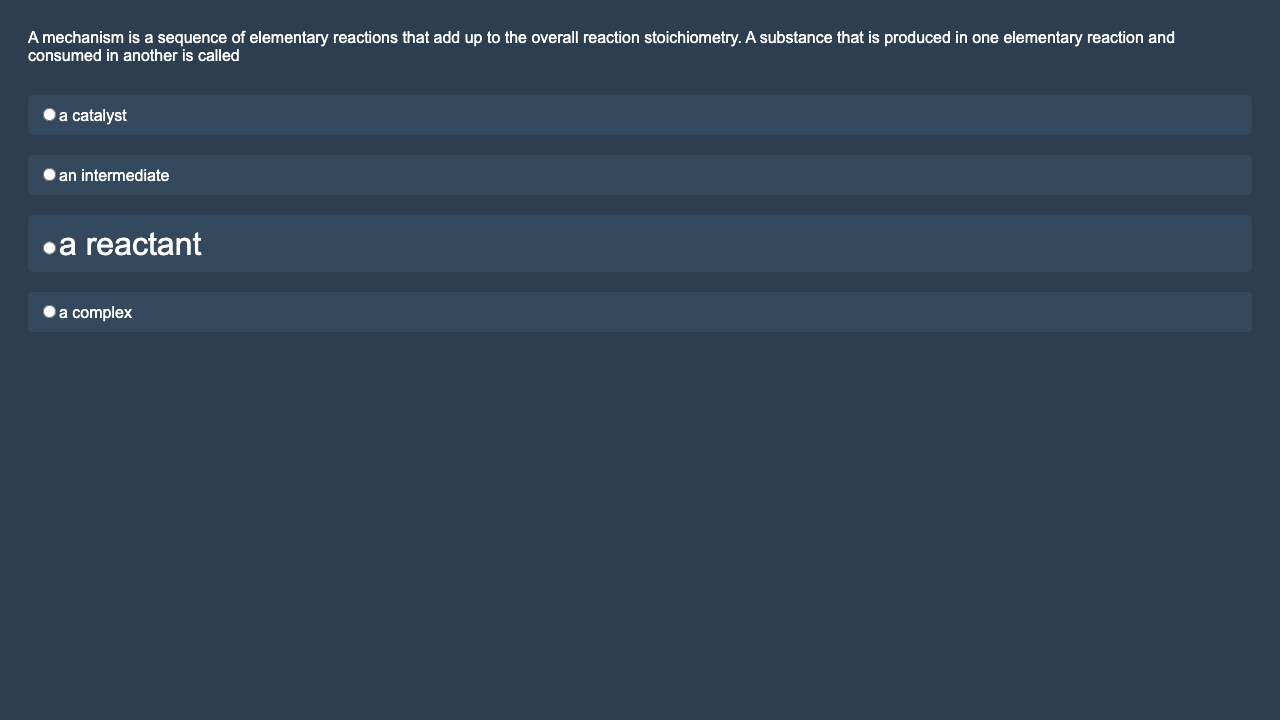 A mechanism is a sequence of elementary reactions that add up to the overall reaction stoichiometry. A substance that is produced in one elementary reaction and
consumed in another is called
a catalyst
an intermediate
a reactant
a complex